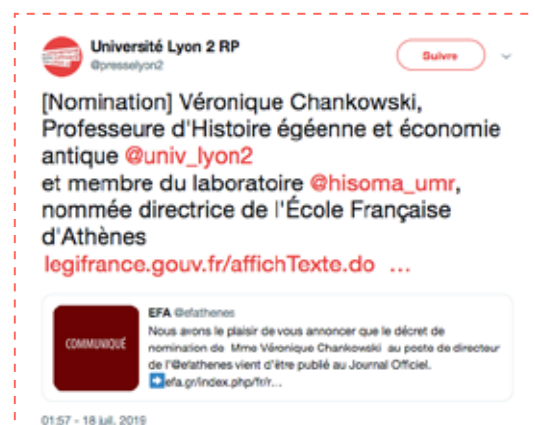 Université Lyon 2 RP
@presselyon2
Suivre
[Nomination] Véronique Chankowski,
Professeur d'Histoire égéenne et économie
antique @univ_lyon2
et membre du laboratoire @hisoma_umr,
nommée directrice de l'École Française
d'Athènes
legifrance.gouv.fr/affichTexte.do ...
COMMUNIQUÉ
EFA @efathenes
Nous avons le plaisir de vous annoncer que le décret de
nomination de Mme Véronique Chankowski au poste de directeur
de l'@efathenes vient d'être publié au Journal Officiel.
➡efa.gr/index.php/fr/r...
01:57 - 18 juil. 2019